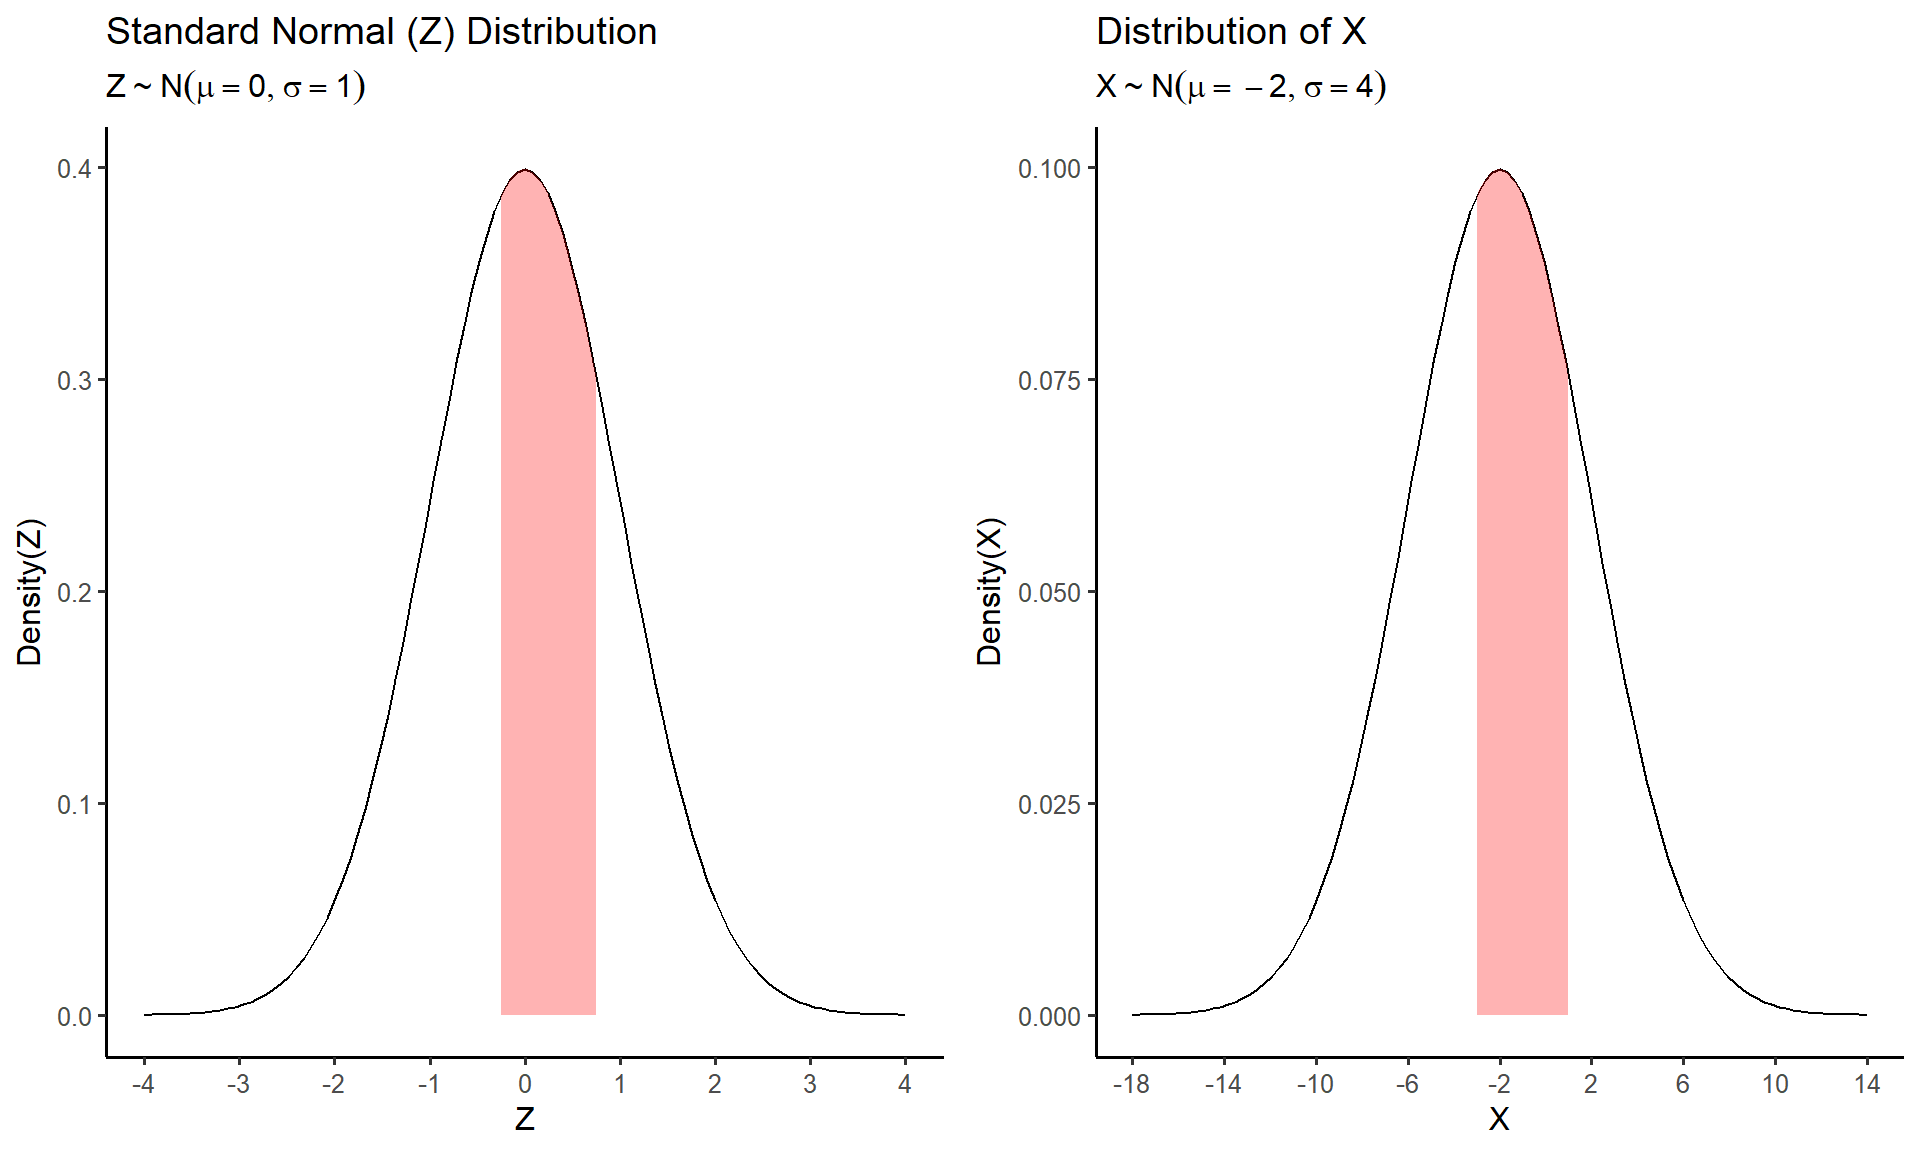 Standard Normal (Z) Distribution
Z ~ N(μ = 0, σ = 1)
0.4
0.3
0.2
0.1
0.0
Density(Z)
-4 -3 -2 -1 0 1 2 3 4
Z
Distribution of X
X ~ N(μ = −2, σ = 4)
0.100
0.075
0.050
0.025
0.000
Density(X)
-18 -14 -10 -6 -2 2 6 10 14
X